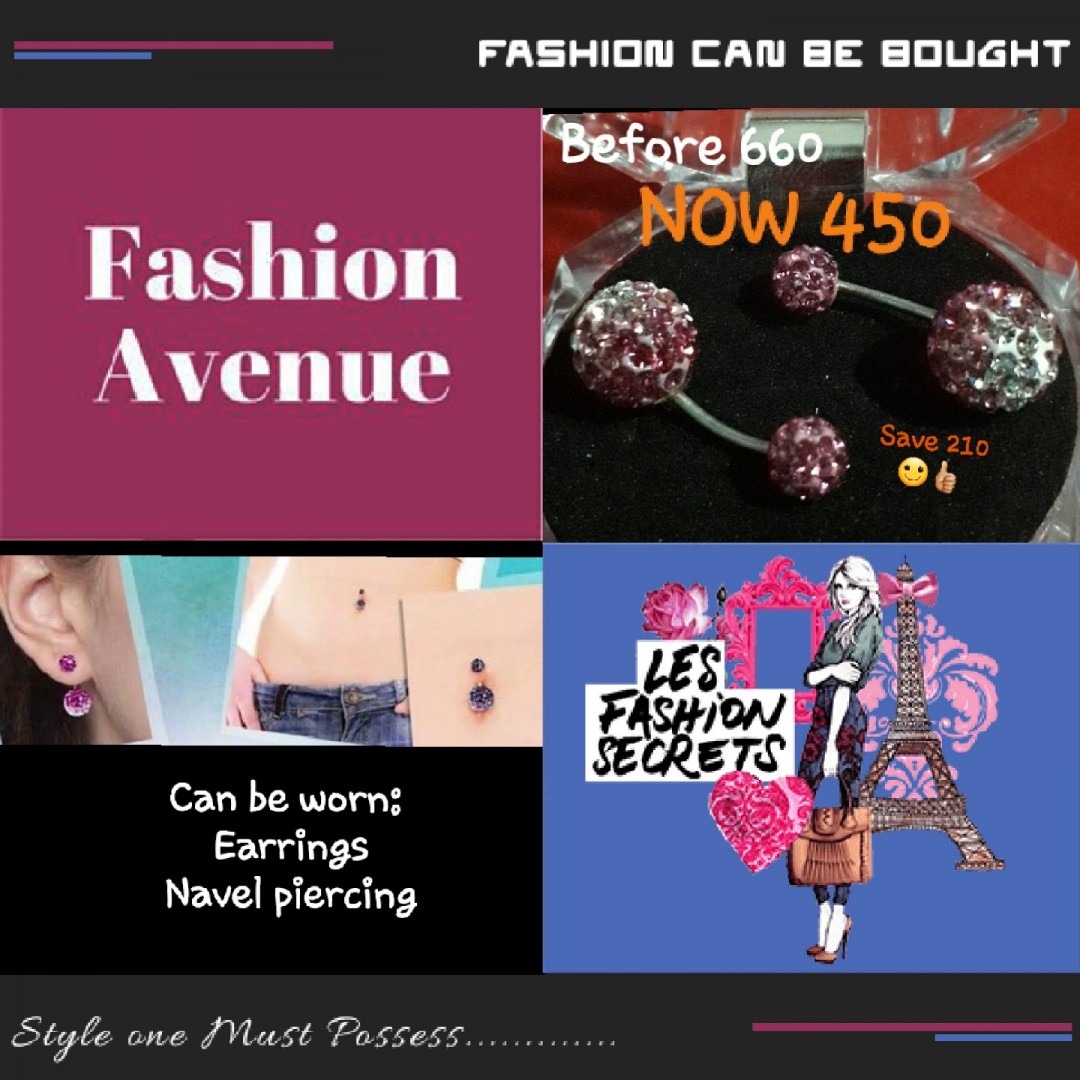 FASHION CAN BE BOUGHT
Fashion
Avenue
Before 660
NOW 450
Save 210
Can be worn:
Earrings
Navel piercing
LES
FASHION
SECRETS
Style one Must Possess.............